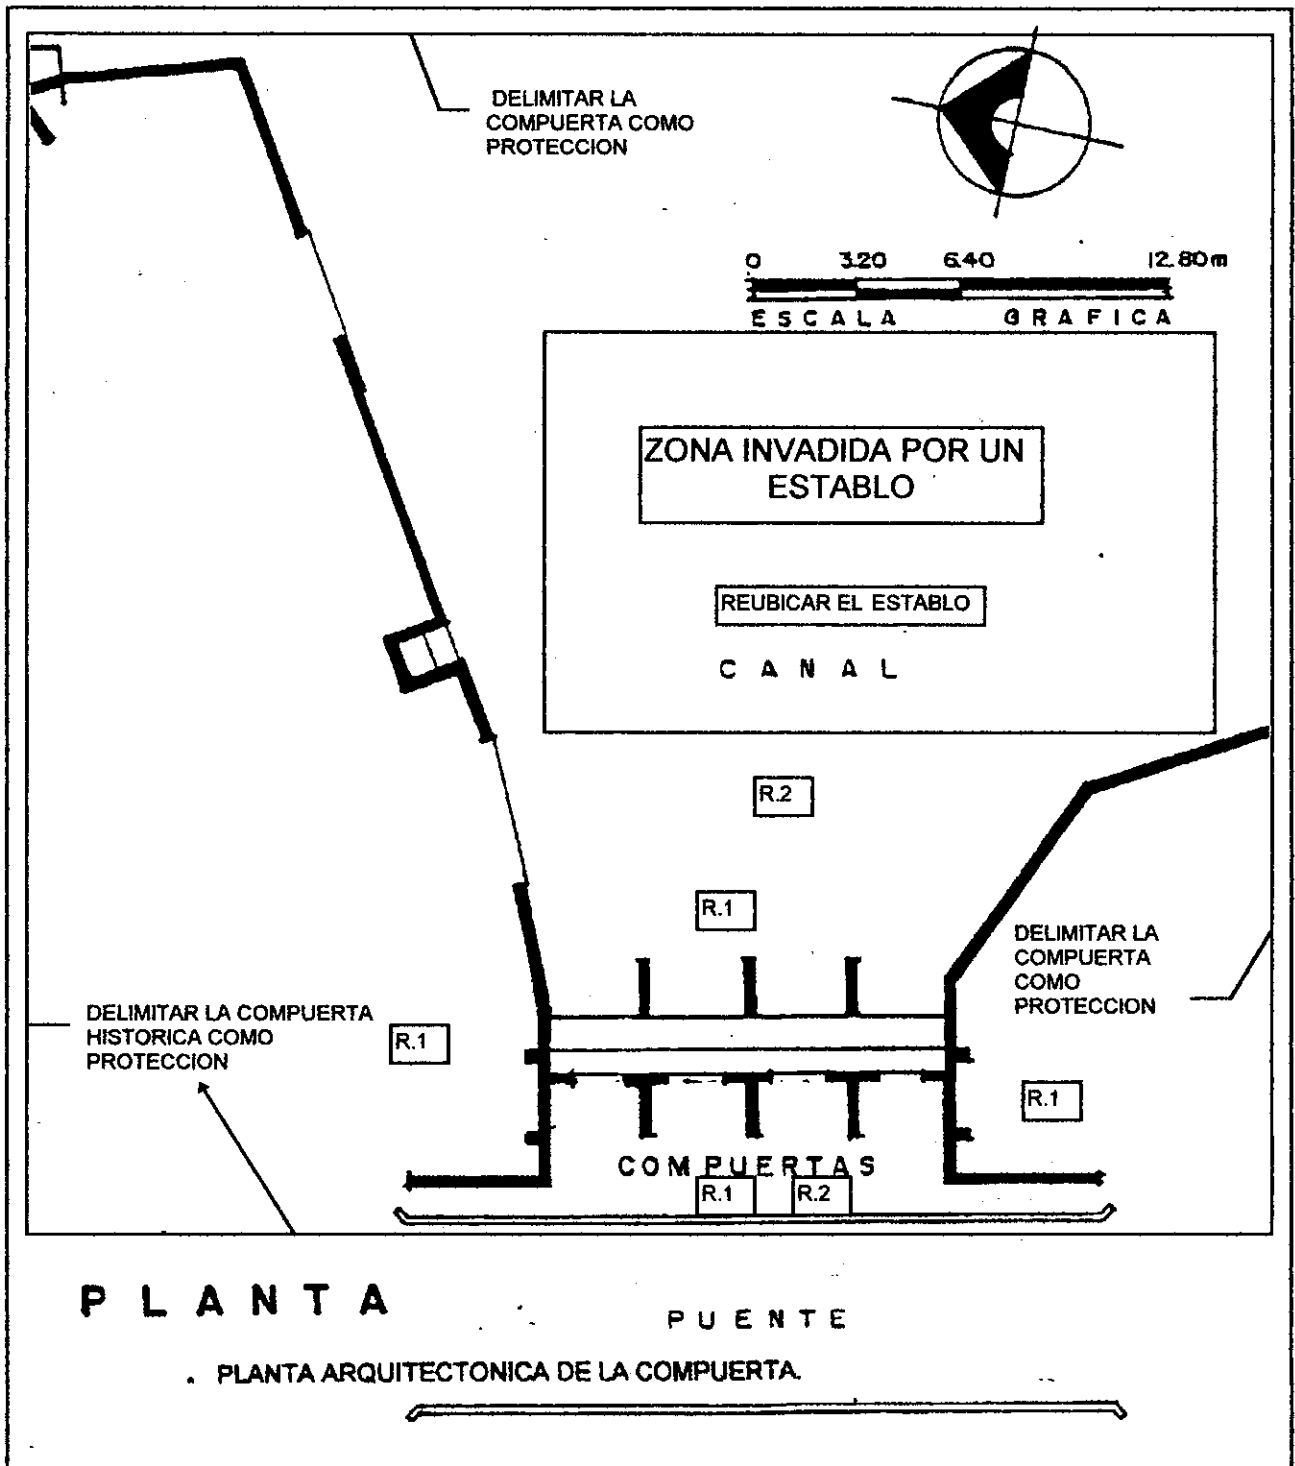 DELIMITAR LA
COMPUERTA COMO
PROTECCION
0 3.20 6.40 12.80m
ESCALA GRAFICA
ZONA INVADIDA POR UN
ESTABLO
REUBICAR EL ESTABLO
CANAL
R.2
R.1
DELIMITAR LA
COMPUERTA
COMO
PROTECCION
DELIMITAR LA COMPUERTA
HISTORICA COMO
PROTECCION
R.1
R.1
COMPUERTAS
R.1 R.2
PLANTA
PUENTE
. PLANTA ARQUITECTONICA DE LA COMPUERTA.